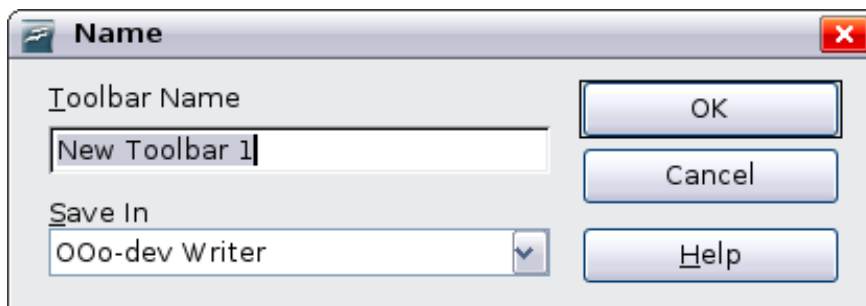 Name
Toolbar Name
New Toolbar 1
Save In
OOo-dev Writer
OK
Cancel
Help